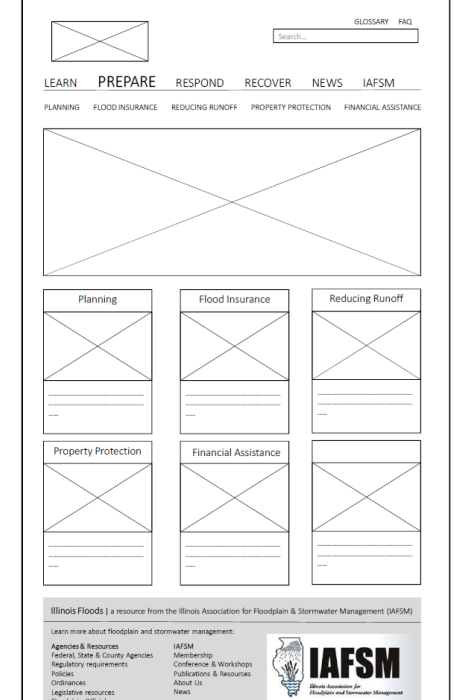 GLOSSARY FAQ
Search...
LEARN PREPARE RESPOND RECOVER NEWS IAFSM
PLANNING FLOOD INSURANCE REDUCING RUNOFF PROPERTY PROTECTION FINANCIAL ASSISTANCE
Planning
Flood Insurance
Reducing Runoff
Property Protection
Financial Assistance
Illinois Floods | a resource from the Illinois Association for Floodplain & Stormwater Management (IAFSM)
Learn more about floodplain and stormwater management:
Agencies & Resources
Federal, State & County Agencies
Regulatory requirements
Policies
Ordinances
Legislative resources
IAFSM
Membership
Conference & Workshops
Publications & Resources
About Us
News
IAFSM
Illinois Association for
Floodplain and Stormwater Management